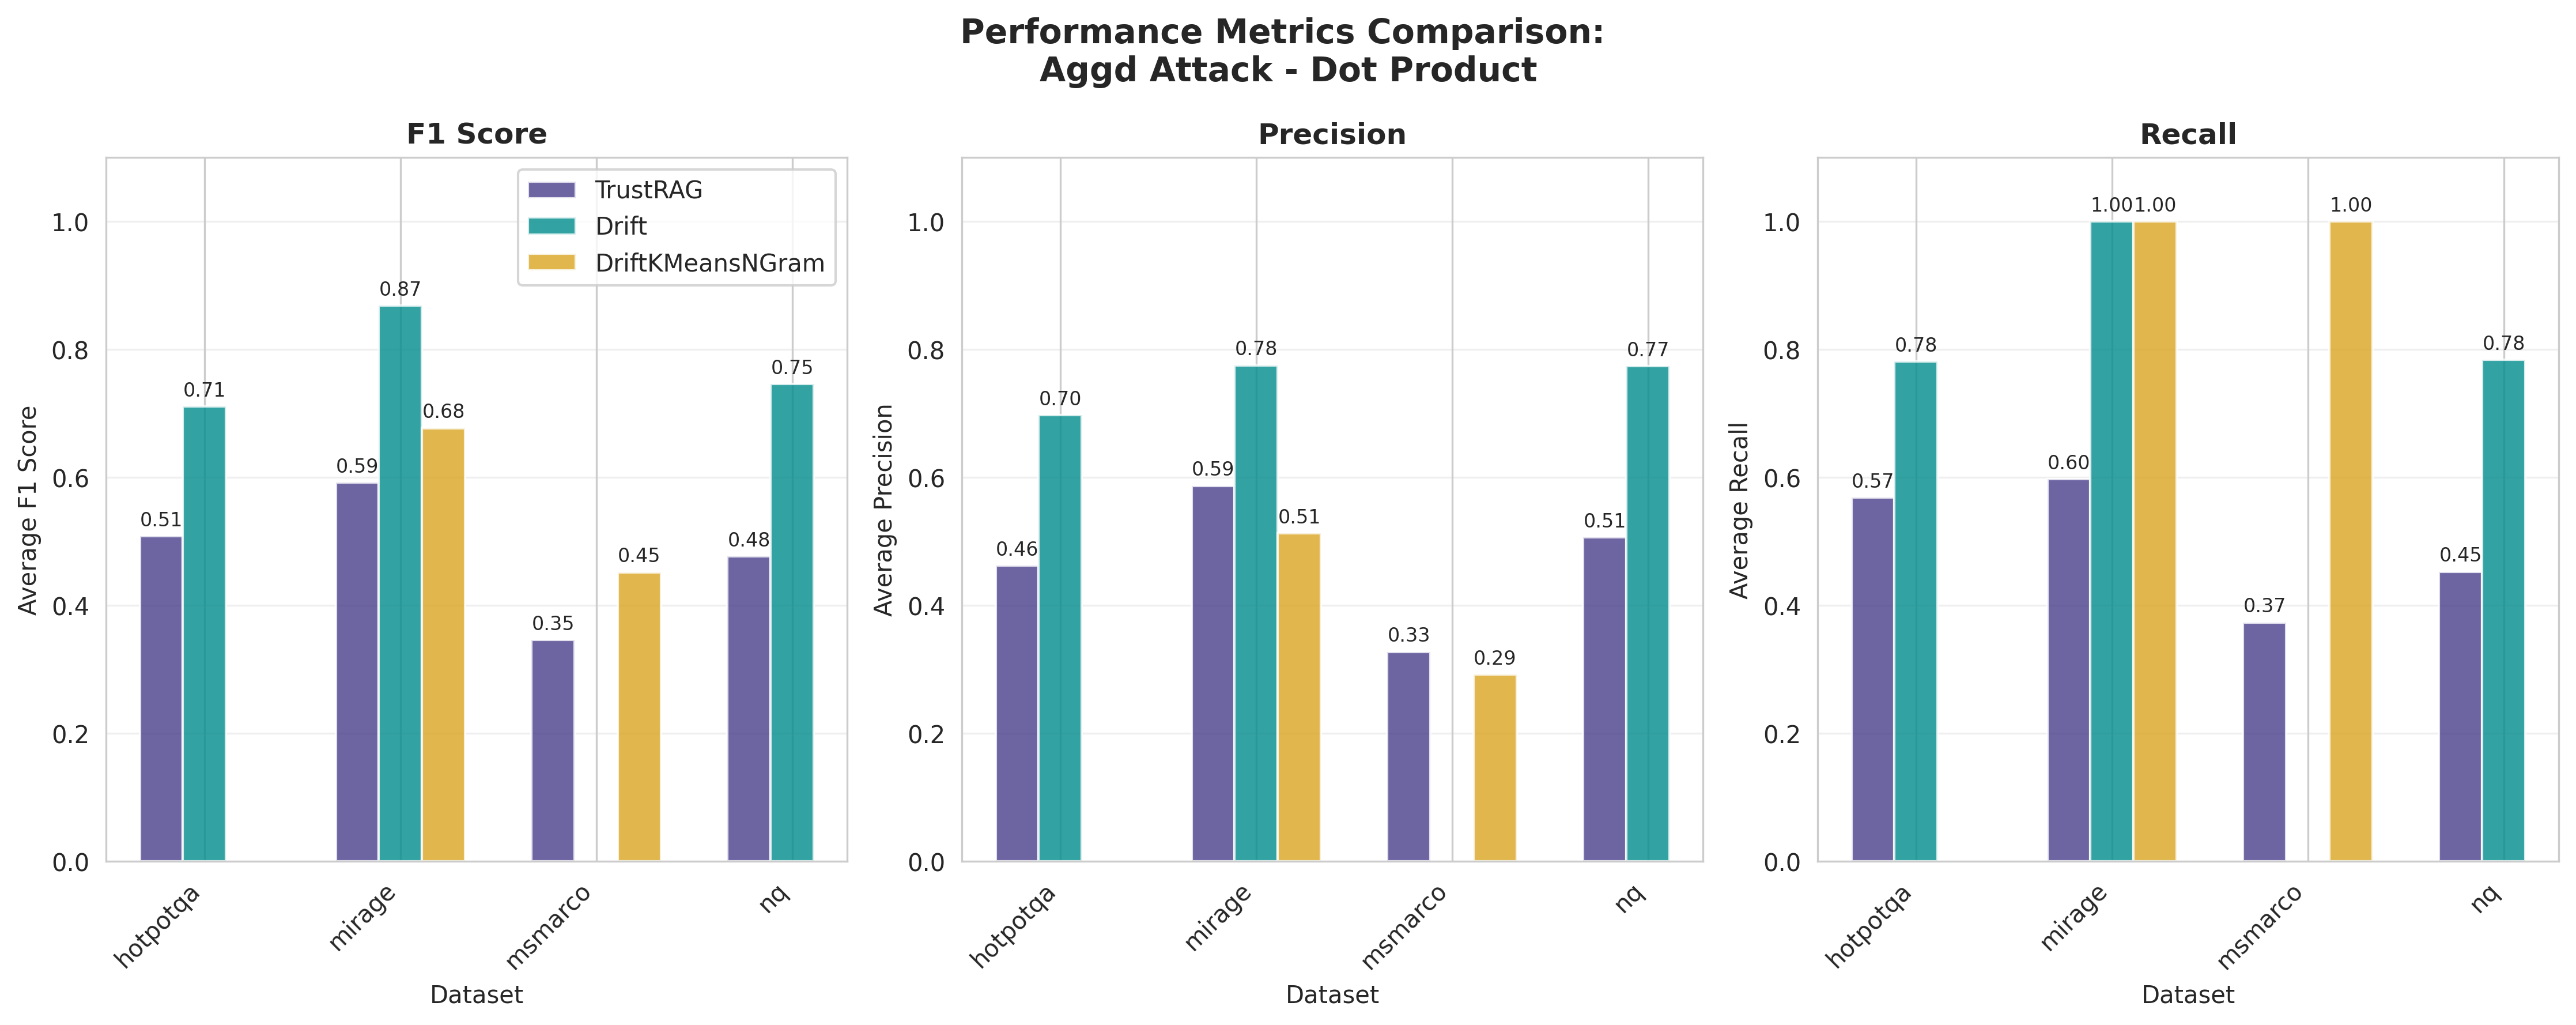 Performance Metrics Comparison:
Aggd Attack - Dot Product
F1 Score
Average F1 Score
1.0
0.8
0.6
0.4
0.2
0.0
TrustRAG
Drift
DriftKMeansNGram
0.51
0.71
0.59
0.87
0.68
0.35
0.45
0.48
0.75
hotpotqa
mirage
msmarco
nq
Dataset
Precision
Average Precision
1.0
0.8
0.6
0.4
0.2
0.0
0.46
0.70
0.59
0.78
0.51
0.33
0.29
0.51
0.77
hotpotqa
mirage
msmarco
nq
Dataset
Recall
Average Recall
1.0
0.8
0.6
0.4
0.2
0.0
0.57
0.78
0.60
1.00
1.00
0.37
1.00
0.45
0.78
hotpotqa
mirage
msmarco
nq
Dataset